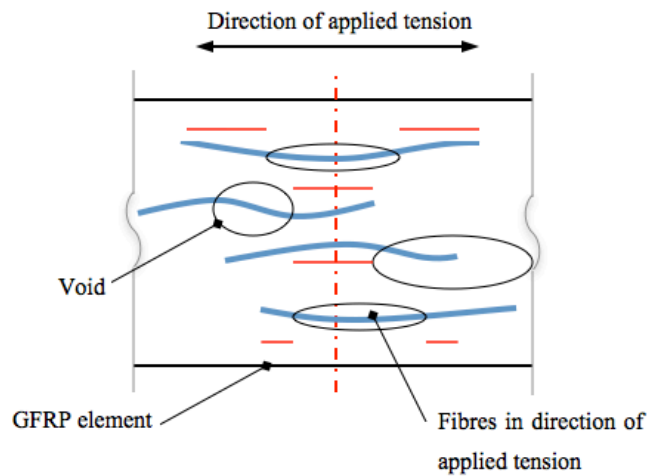 Direction of applied tension
Void
GFRP element
Fibres in direction of
applied tension